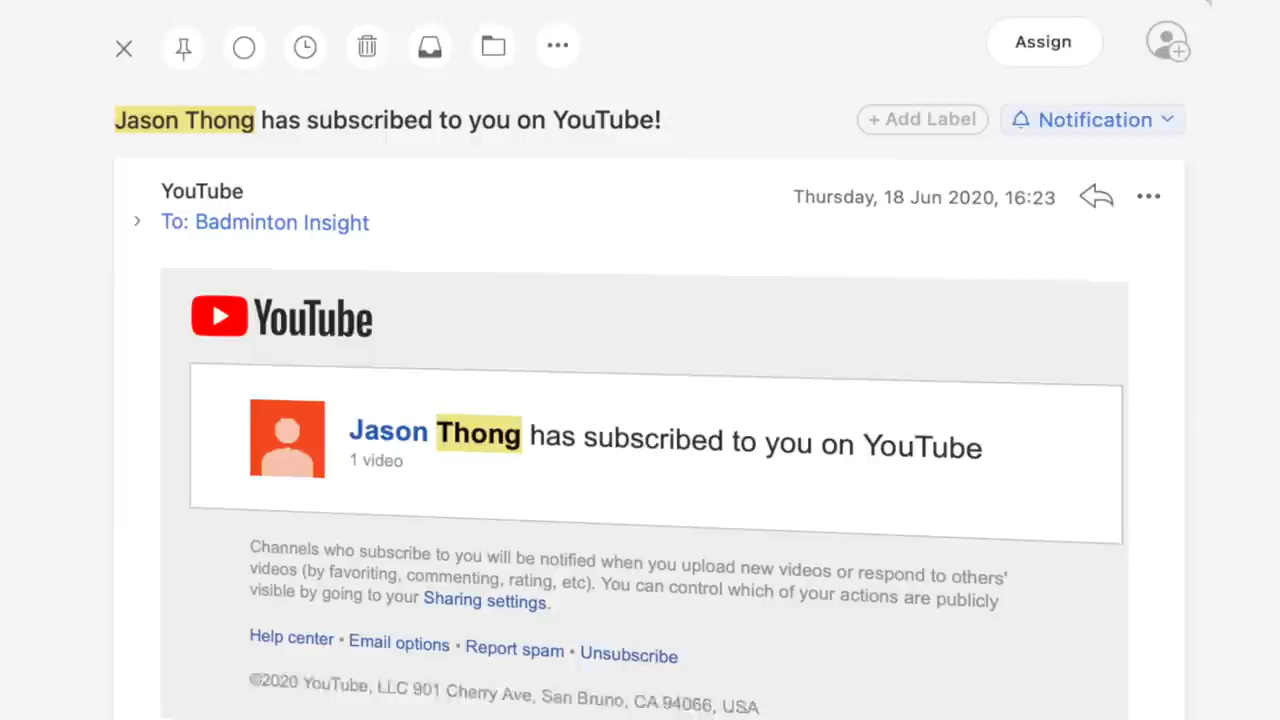 Assign
Jason Thong has subscribed to you on YouTube!
+ Add Label
Notification
YouTube
Thursday, 18 Jun 2020, 16:23
To: Badminton Insight
YouTube
Jason Thong has subscribed to you on YouTube
1 video
Channels who subscribe to you will be notified when you upload new videos or respond to others'
videos (by favoriting, commenting, rating, etc). You can control which of your actions are publicly
visible by going to your Sharing settings.
Help center • Email options • Report spam • Unsubscribe
©2020 YouTube, LLC 901 Cherry Ave, San Bruno, CA 94066, USA